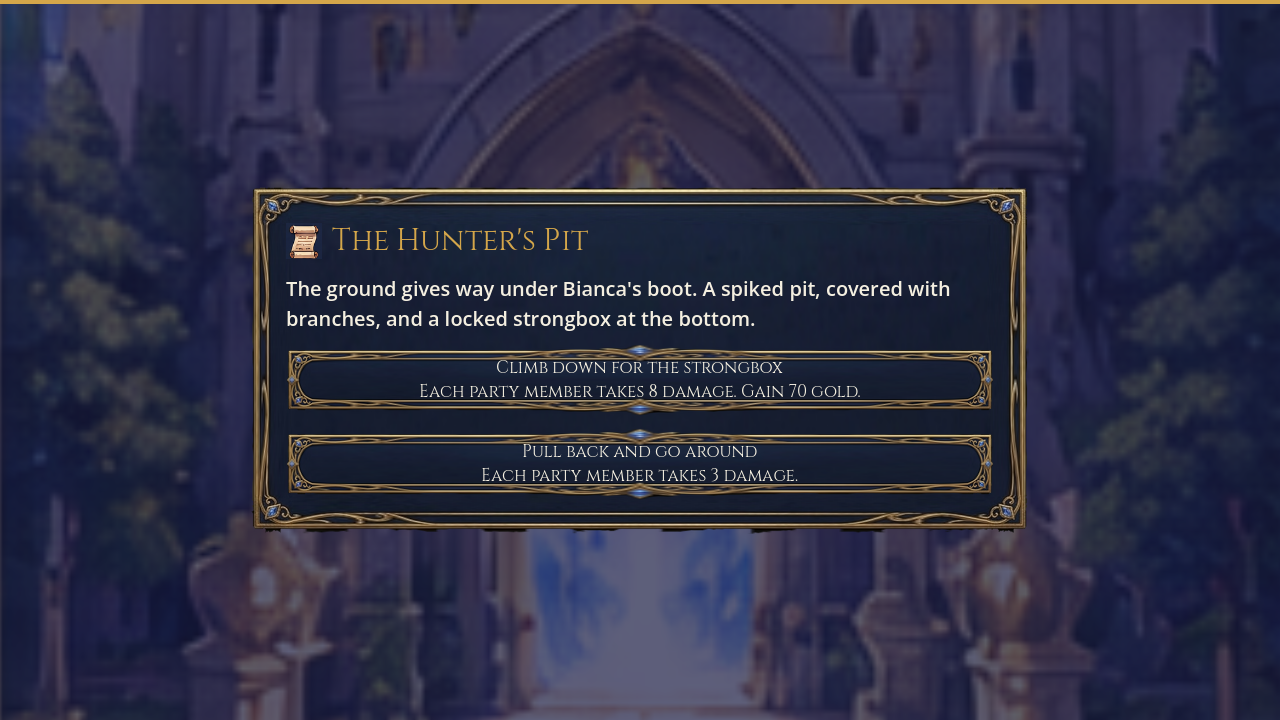 The Hunter's Pit
The ground gives way under Bianca's boot. A spiked pit, covered with
branches, and a locked strongbox at the bottom.
Climb down for the strongbox
Each party member takes 8 damage. Gain 70 gold.
Pull back and go around
Each party member takes 3 damage.